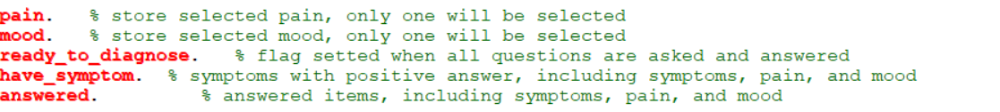 pain.   % store selected pain, only one will be selected
mood.   % store selected mood, only one will be selected
ready_to_diagnose.   % flag setted when all questions are asked and answered
have_symptom.  % symptoms with positive answer, including symptoms, pain, and mood
answered.          % answered items, including symptoms, pain, and mood